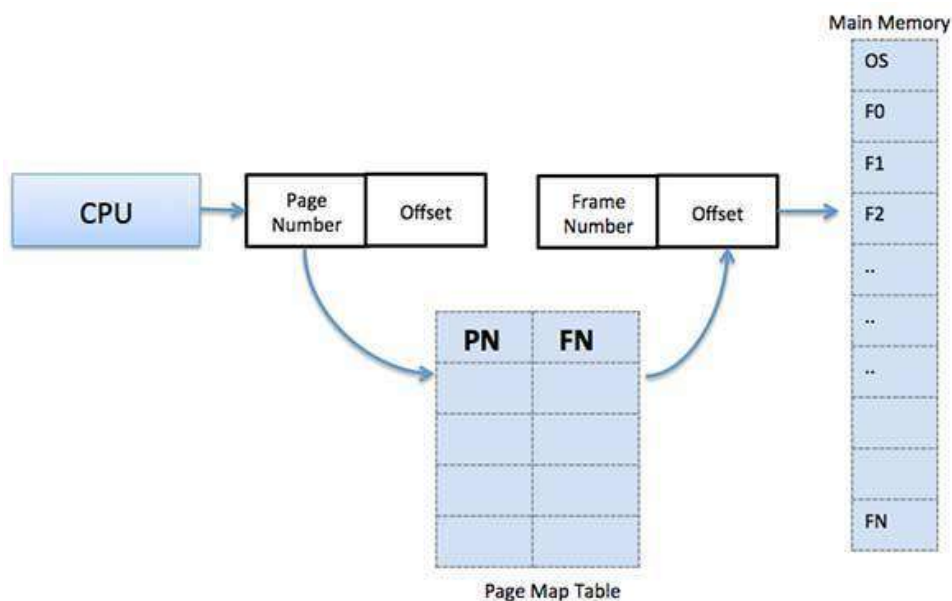 Main Memory
OS
F0
F1
F2
..
..
..
FN
CPU
Page
Number
Offset
Frame
Number
Offset
PN FN
Page Map Table